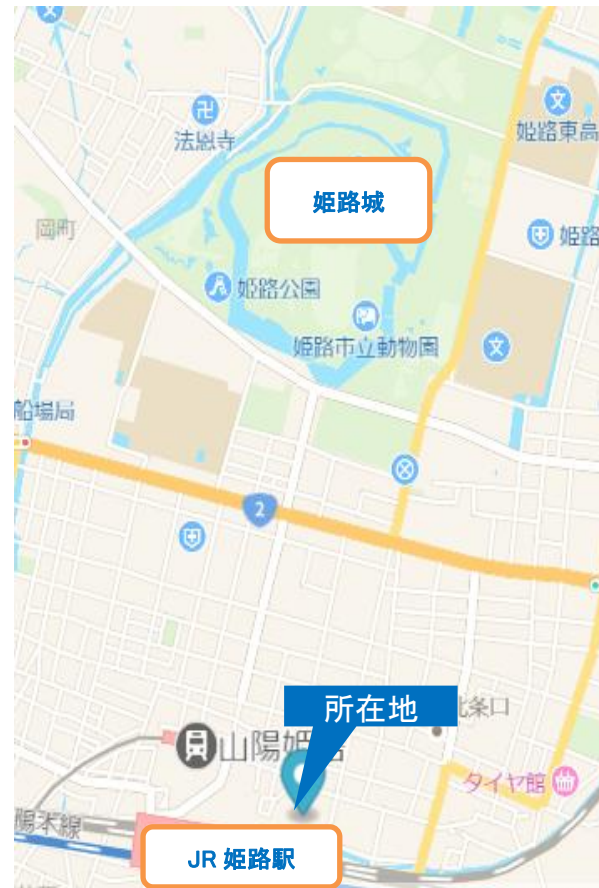 姫路東高
法恩寺
姫路城
岡町
姫路
姫路公園
姫路市立動物園
船場局
2
所在地
北条口
山陽姫路
タイヤ館
陽本線
JR 姫路駅